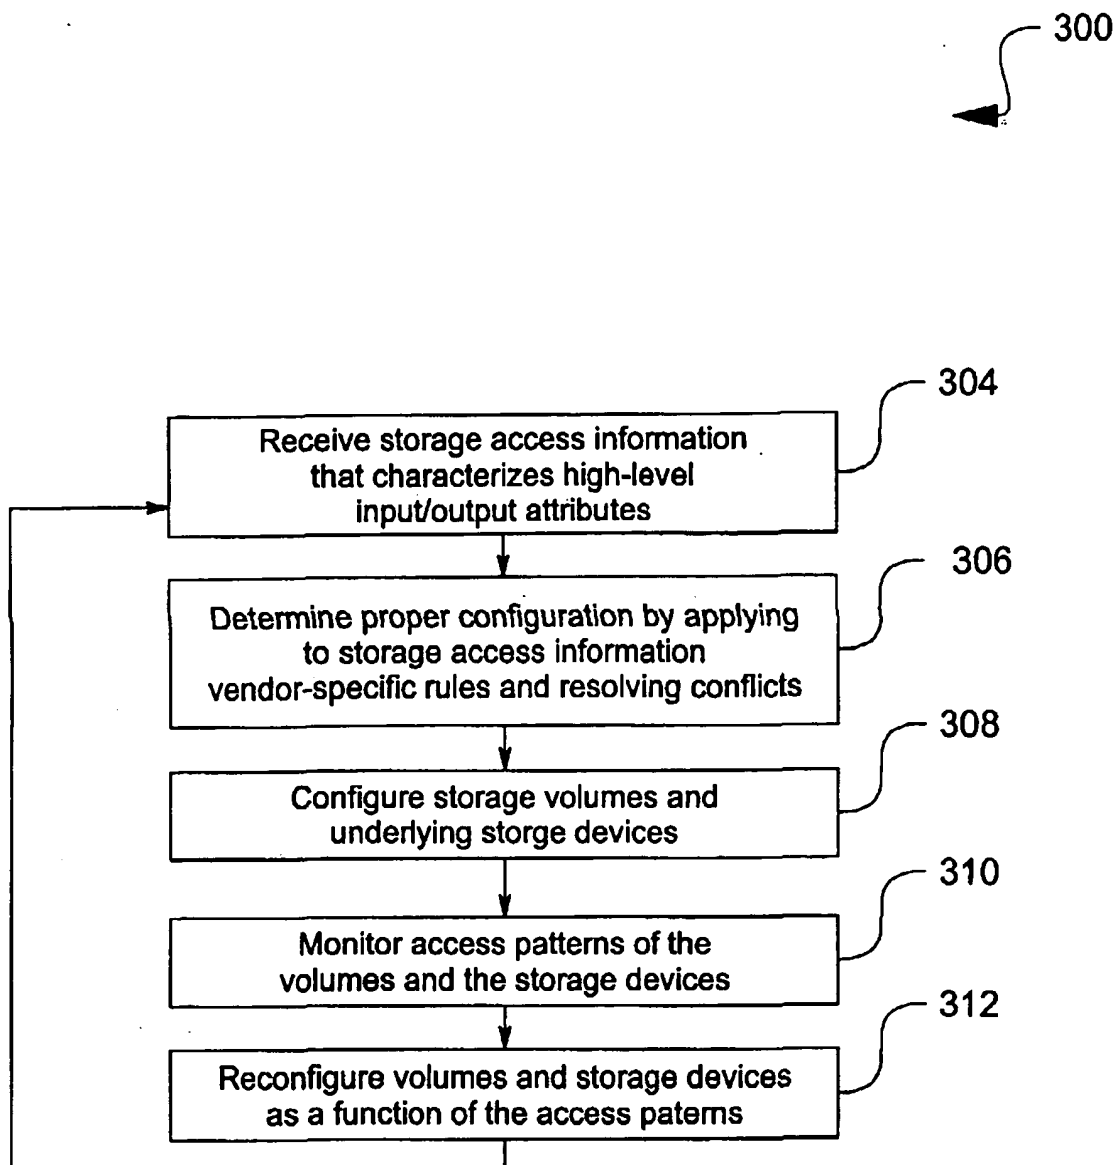 300
304
Receive storage access information
that characterizes high-level
input/output attributes
306
Determine proper configuration by applying
to storage access information
vendor-specific rules and resolving conflicts
308
Configure storage volumes and
underlying storge devices
310
Monitor access patterns of the
volumes and the storage devices
312
Reconfigure volumes and storage devices
as a function of the access paterns